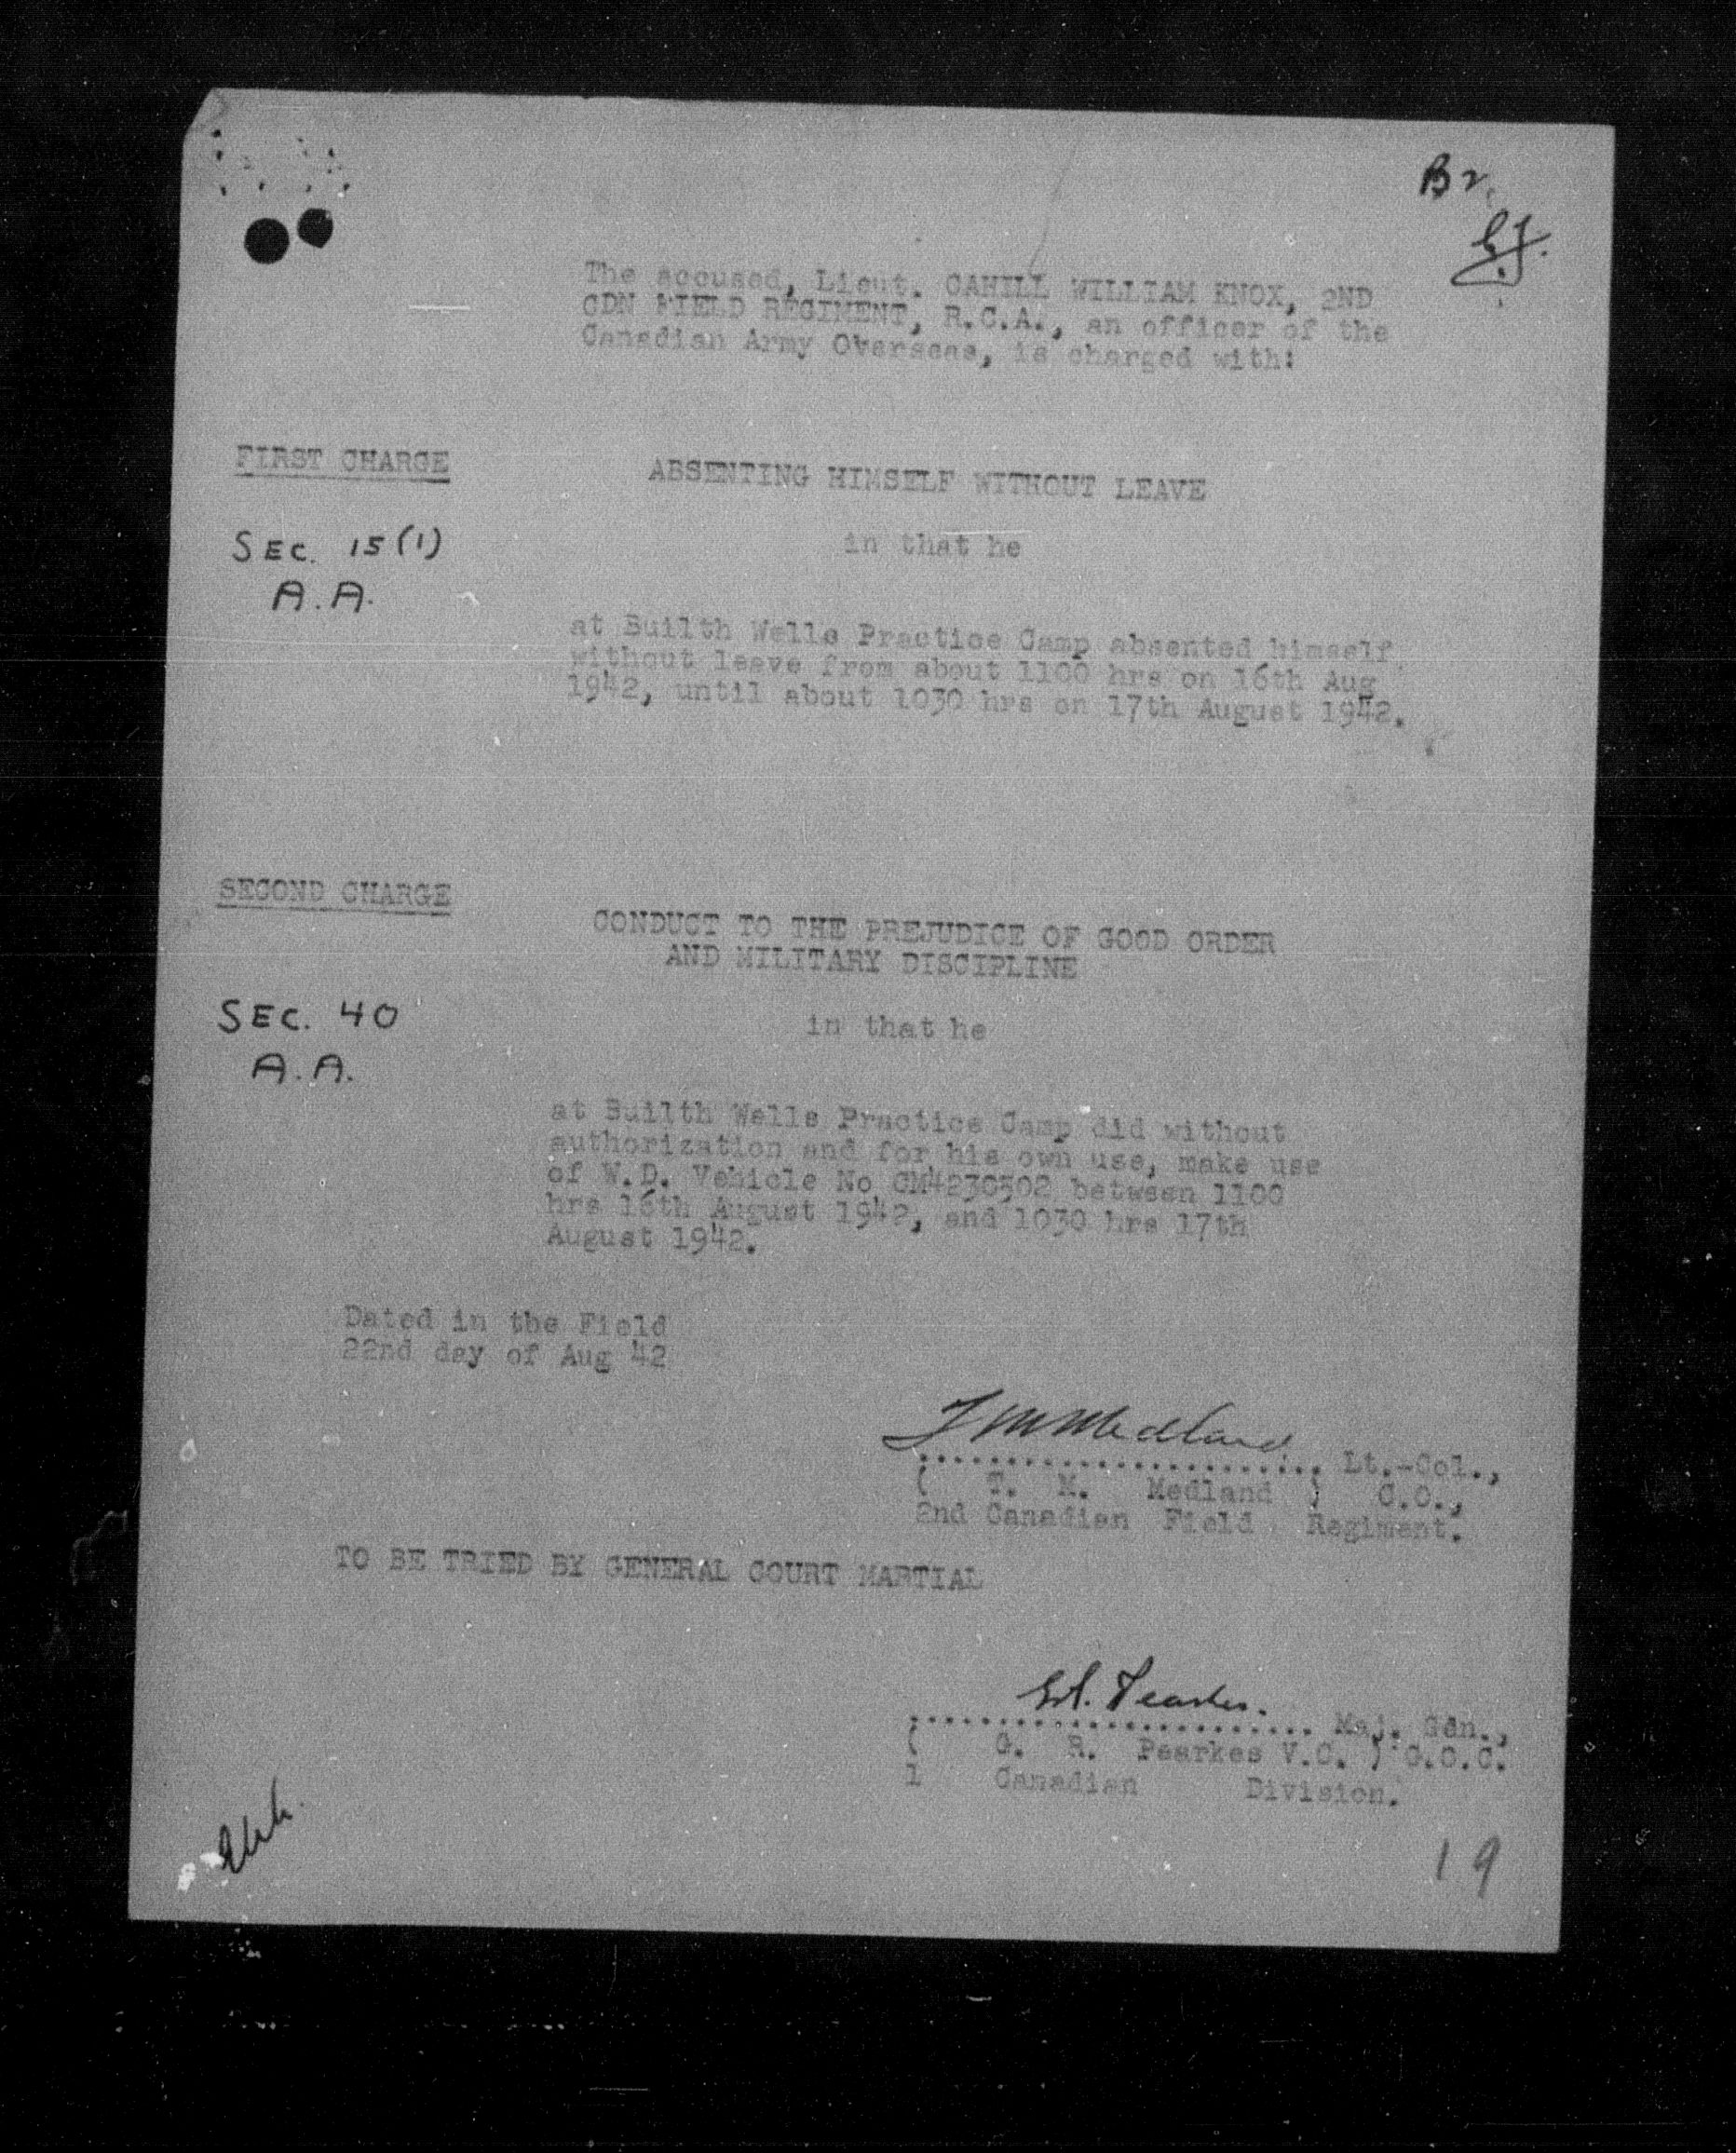 B2
The accused, Lieut. CAHILL WILLIAM KNOX, 2ND
CDN FIELD REGIMENT, R.C.A., an officer of the
Canadian Army Overseas, is charged with:
FIRST CHARGE
ABSENTING HIMSELF WITHOUT LEAVE
SEC. 15(1)
A.A.
in that he
at Builth Wells Practice Camp absented himself
without leave from about 1100 hrs on 16th Aug
1942, until about 1030 hrs on 17th August 1942.
SECOND CHARGE
CONDUCT TO THE PREJUDICE OF GOOD ORDER
AND MILITARY DISCIPLINE
SEC. 40
A.A.
in that he
at Builth Wells Practice Camp did without
authorization and for his own use, make use
of W.D. Vehicle No CM4230502 between 1100
hrs 16th August 1942, and 1030 hrs 17th
August 1942.
Dated in the Field
22nd day of Aug 42
TMMedland
Lt.-Col.,
( T. M. Medland ) C.O.,
2nd Canadian Field Regiment.
TO BE TRIED BY GENERAL COURT MARTIAL
Maj. Gen.,
( G. R. Pearkes V.C. ) G.O.C.
1 Canadian Division.
19